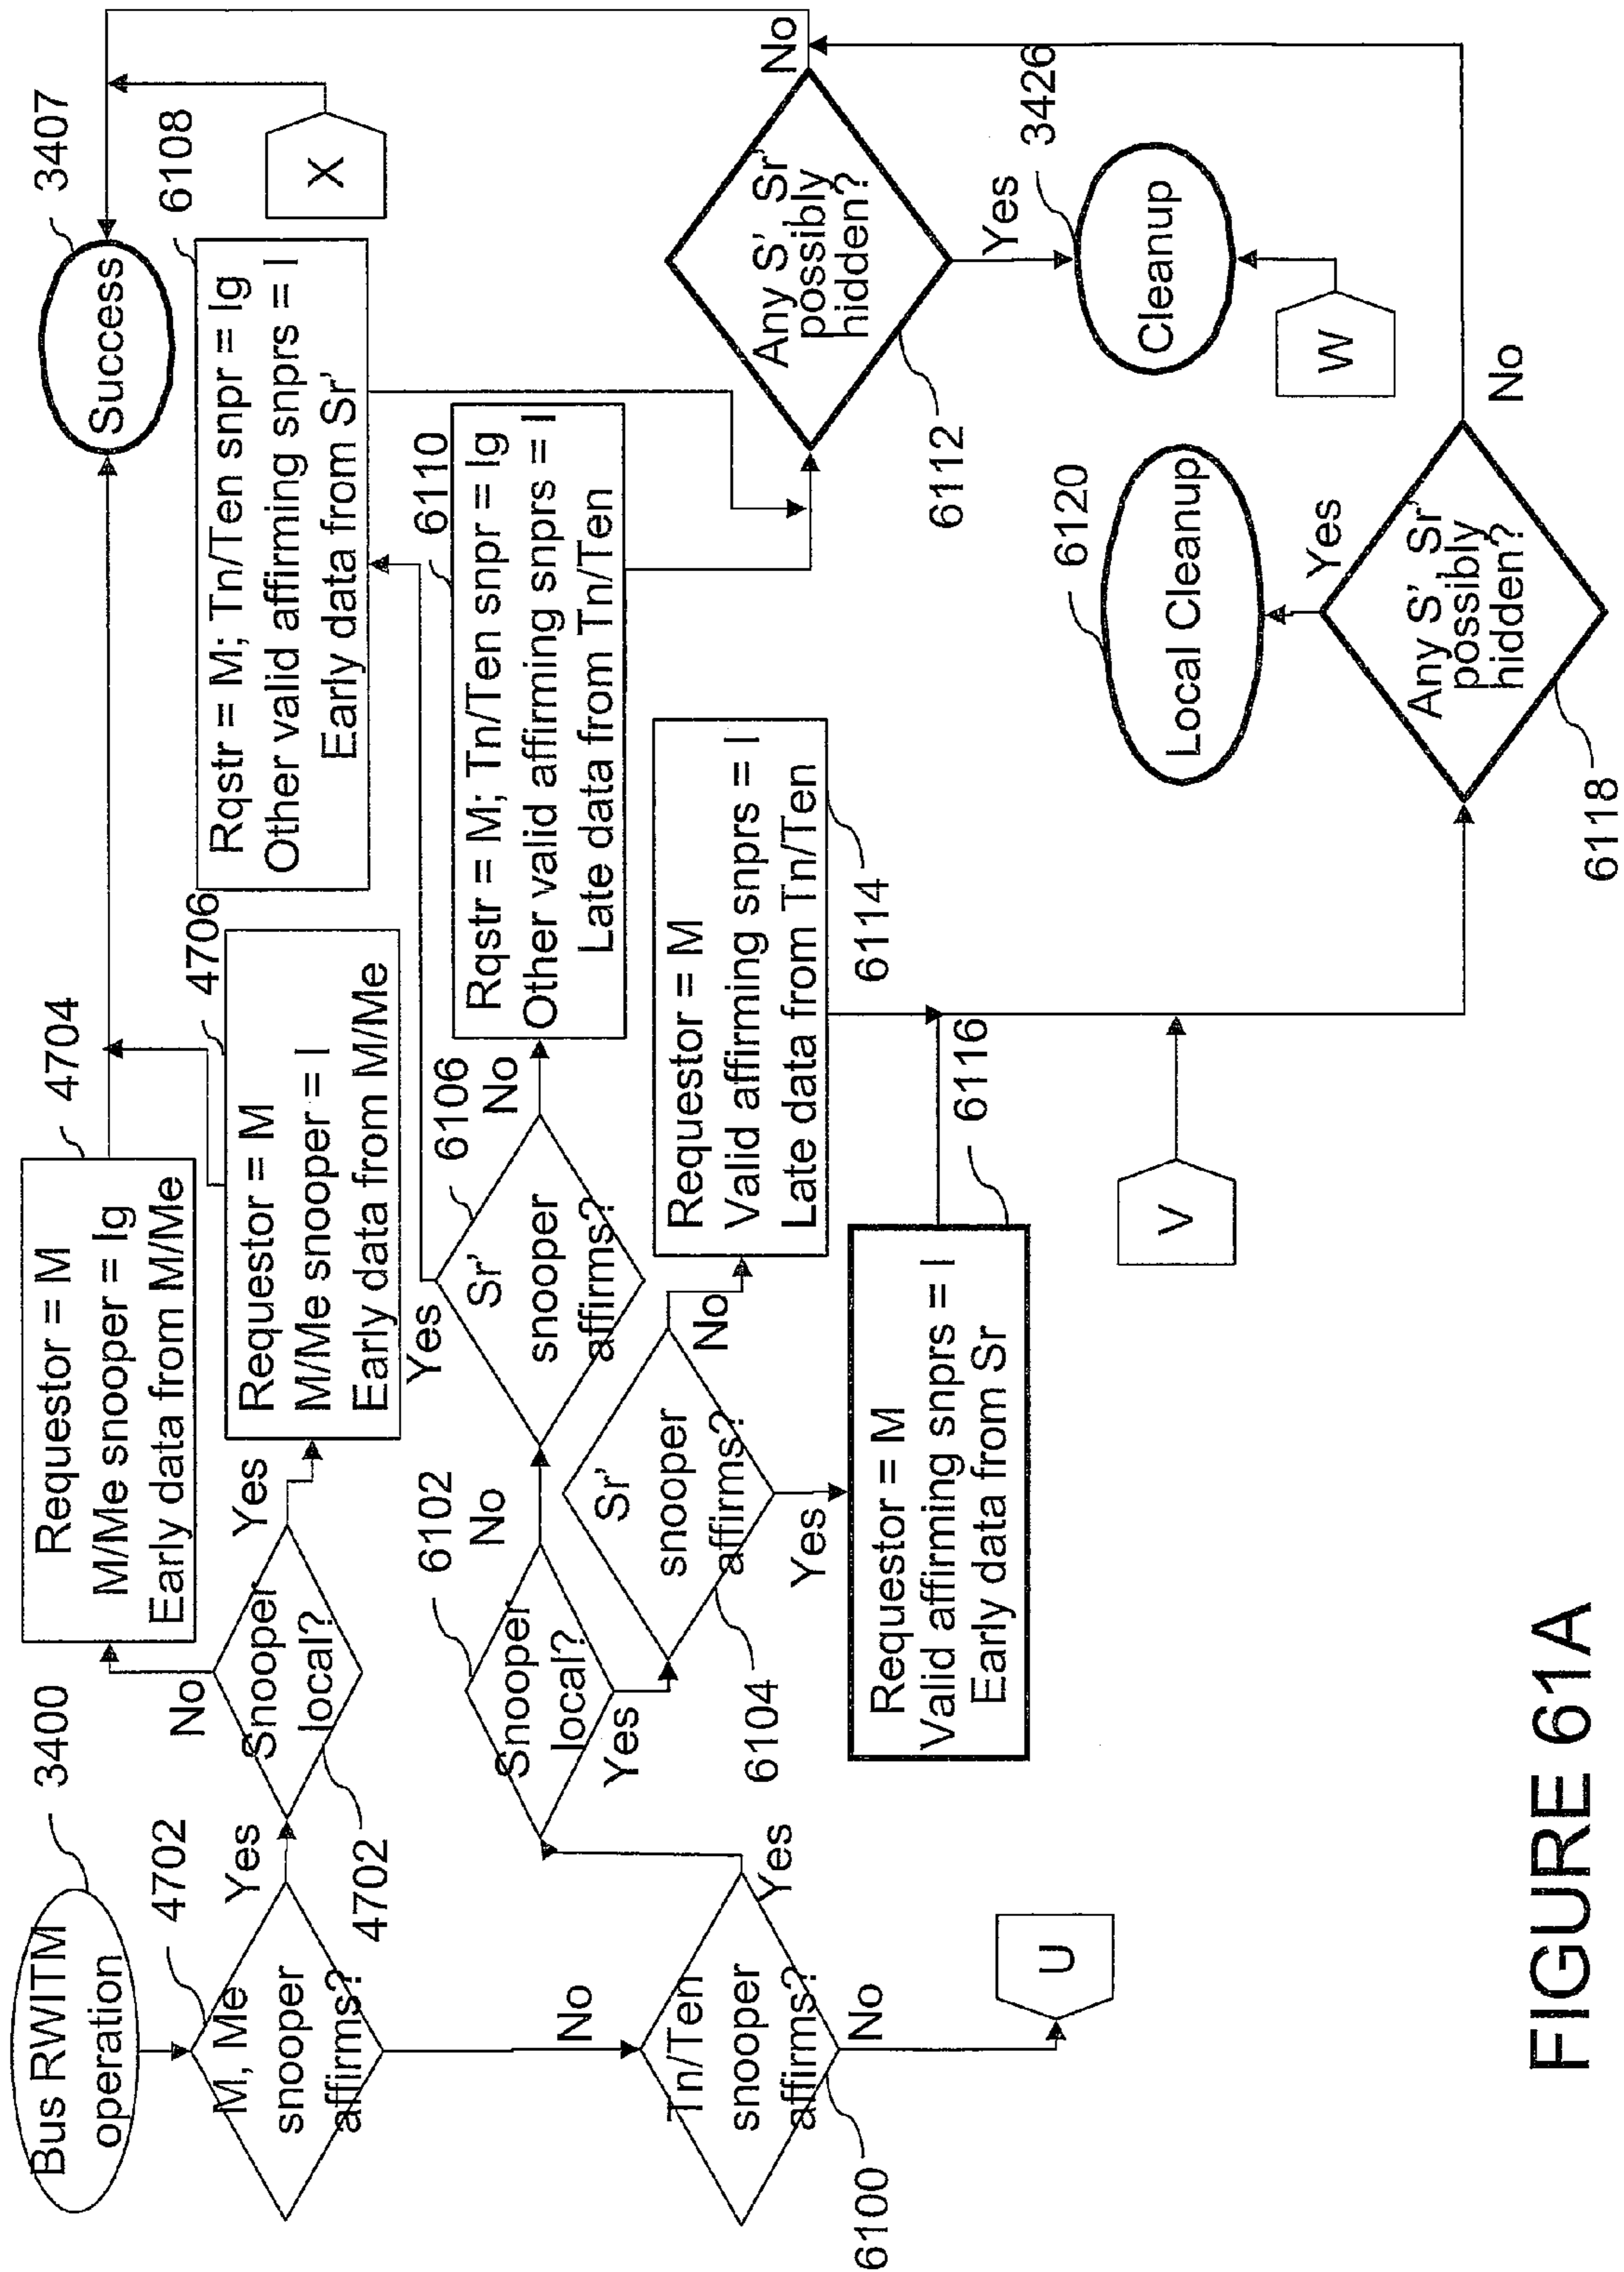 Bus RWITM
operation
3400
M, Me
snooper
affirms?
4702
Yes
No
Snooper
local?
4702
No
Yes
Requestor = M
M/Me snooper = Ig
Early data from M/Me
4704
Requestor = M
M/Me snooper = I
Early data from M/Me
4706
Success
3407
Tn/Ten
snooper
affirms?
6100
Yes
No
U
Snooper
local?
6102
No
Yes
Sr'
snooper
affirms?
6106
Yes
No
Sr'
snooper
affirms?
6104
No
Yes
Rqstr = M; Tn/Ten snpr = Ig
Other valid affirming snprs = I
Early data from Sr'
6108
Rqstr = M; Tn/Ten snpr = Ig
Other valid affirming snprs = I
Late data from Tn/Ten
6110
Requestor = M
Valid affirming snprs = I
Late data from Tn/Ten
6114
Requestor = M
Valid affirming snprs = I
Early data from Sr
6116
X
Any S' Sr'
possibly
hidden?
6112
No
Yes
Cleanup
3426
W
V
Any S' Sr'
possibly
hidden?
6118
Yes
No
Local Cleanup
6120
FIGURE 61A